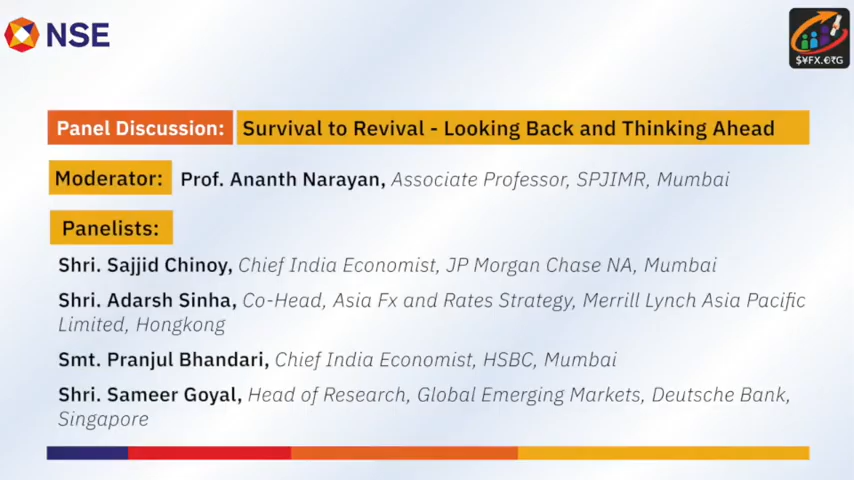 NSE
$¥FX.€RG
Panel Discussion: Survival to Revival - Looking Back and Thinking Ahead
Moderator: Prof. Ananth Narayan, Associate Professor, SPJIMR, Mumbai
Panelists:
Shri. Sajjid Chinoy, Chief India Economist, JP Morgan Chase NA, Mumbai
Shri. Adarsh Sinha, Co-Head, Asia Fx and Rates Strategy, Merrill Lynch Asia Pacific
Limited, Hongkong
Smt. Pranjul Bhandari, Chief India Economist, HSBC, Mumbai
Shri. Sameer Goyal, Head of Research, Global Emerging Markets, Deutsche Bank,
Singapore